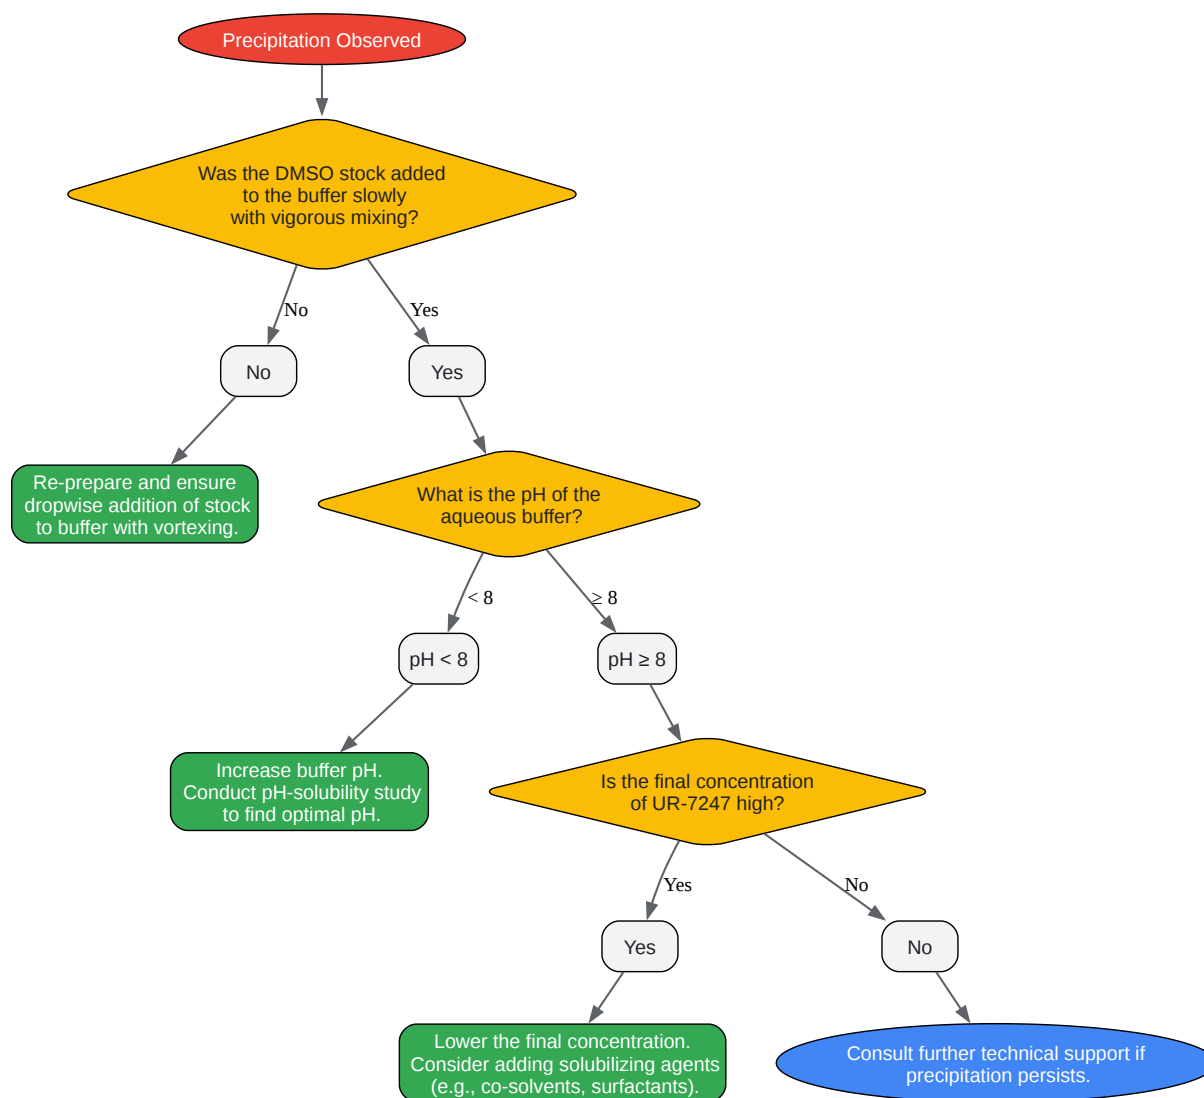 Precipitation Observed
Was the DMSO stock added
to the buffer slowly
with vigorous mixing?
No
Yes
No
Yes
Re-prepare and ensure
dropwise addition of stock
to buffer with vortexing.
What is the pH of the
aqueous buffer?
< 8
≥ 8
pH < 8
pH ≥ 8
Increase buffer pH.
Conduct pH-solubility study
to find optimal pH.
Is the final concentration
of UR-7247 high?
Yes
No
Yes
No
Lower the final concentration.
Consider adding solubilizing agents
(e.g., co-solvents, surfactants).
Consult further technical support if
precipitation persists.